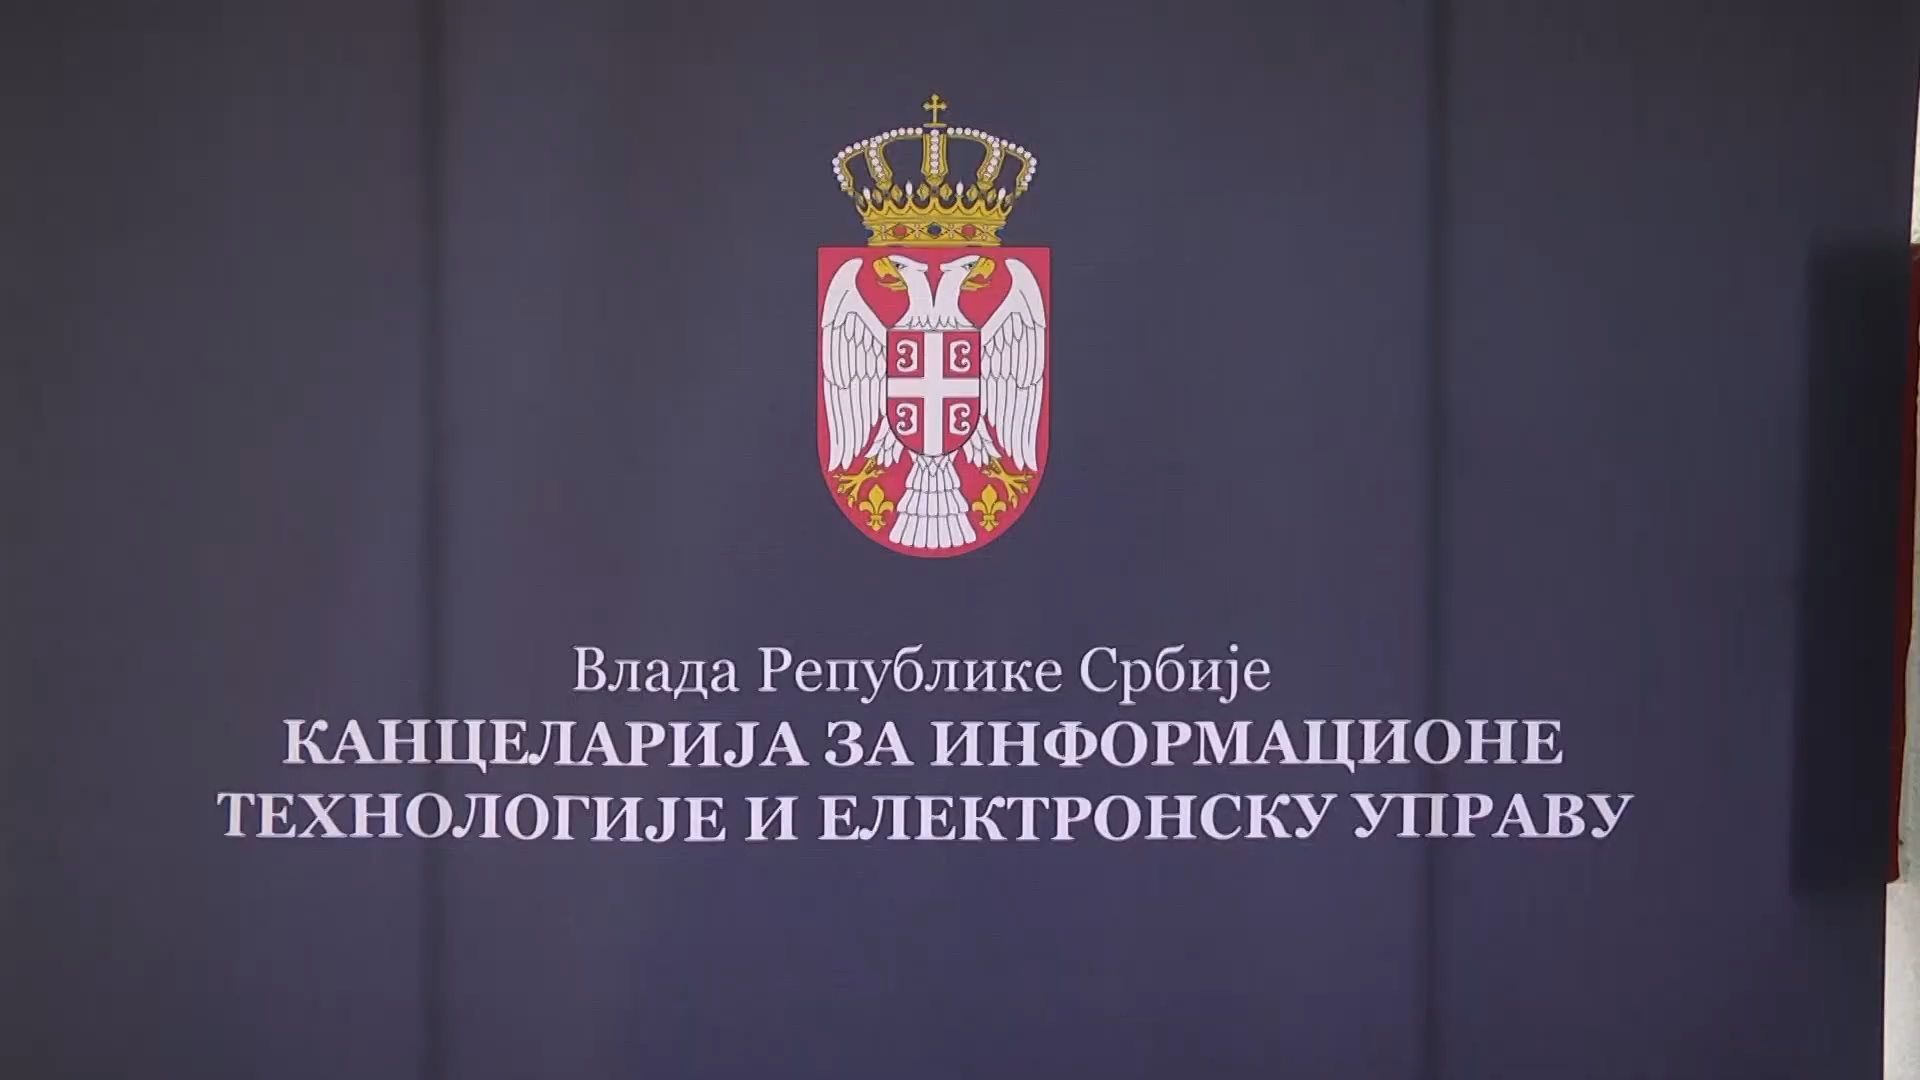 Влада Републике Србије
КАНЦЕЛАРИЈА ЗА ИНФОРМАЦИОНЕ
ТЕХНОЛОГИЈЕ И ЕЛЕКТРОНСКУ УПРАВУ